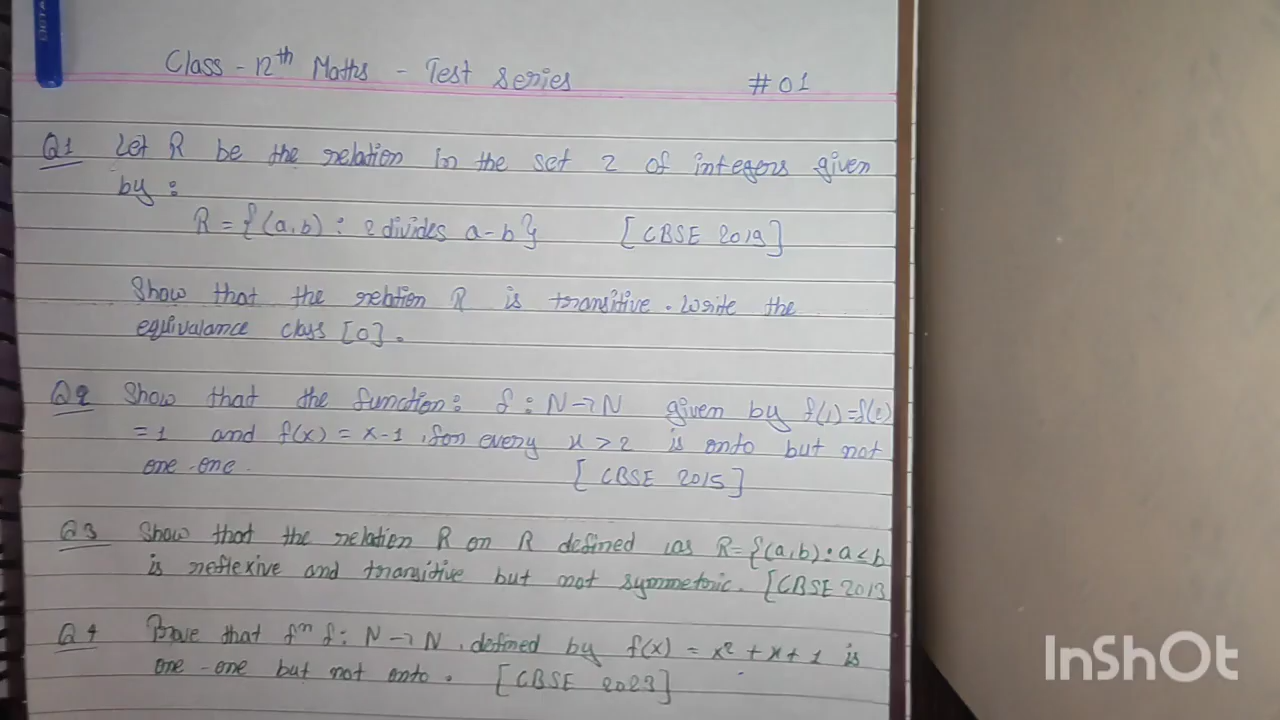 Class - 12th Maths - Test series #01
Q1 Let R be the relation in the set Z of integers given
by :
R = {(a,b) : 2 divides a-b} [CBSE 2019]
Show that the relation R is transitive. Write the
equivalance class [0].
Q2 Show that the function: f : N→N given by f(1)=f(2)
=1 and f(x) = x-1, for every x >2 is onto but not
one-one. [CBSE 2015]
Q3 Show that the relation R on R defined as R={(a,b):a≤b
is reflexive and transitive but not symmetric. [CBSE 2019
Q4 Prove that fn f: N→N, defined by f(x) = x²+x+1 is
one-one but not onto. [CBSE 2023]
InShOt